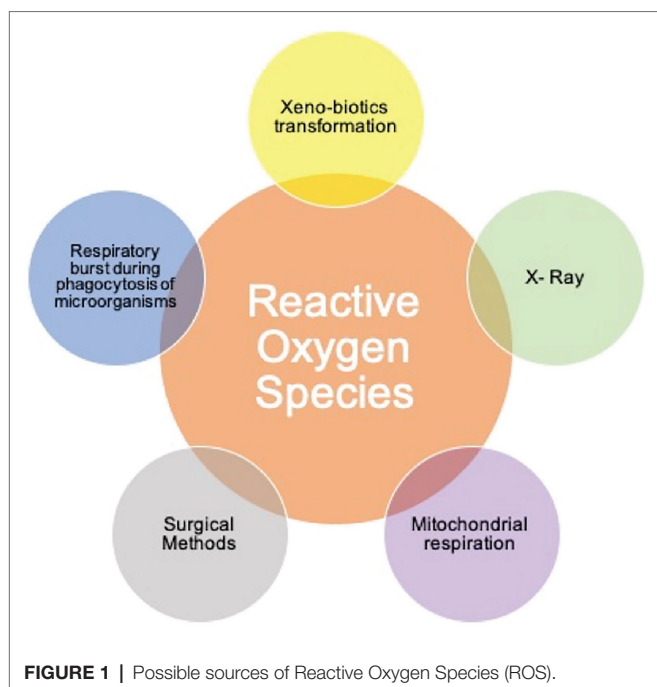 Xeno-biotics
transformation
Respiratory
burst during
phagocytosis of
microorganisms
X- Ray
Reactive
Oxygen
Species
Surgical
Methods
Mitochondrial
respiration
FIGURE 1 | Possible sources of Reactive Oxygen Species (ROS).